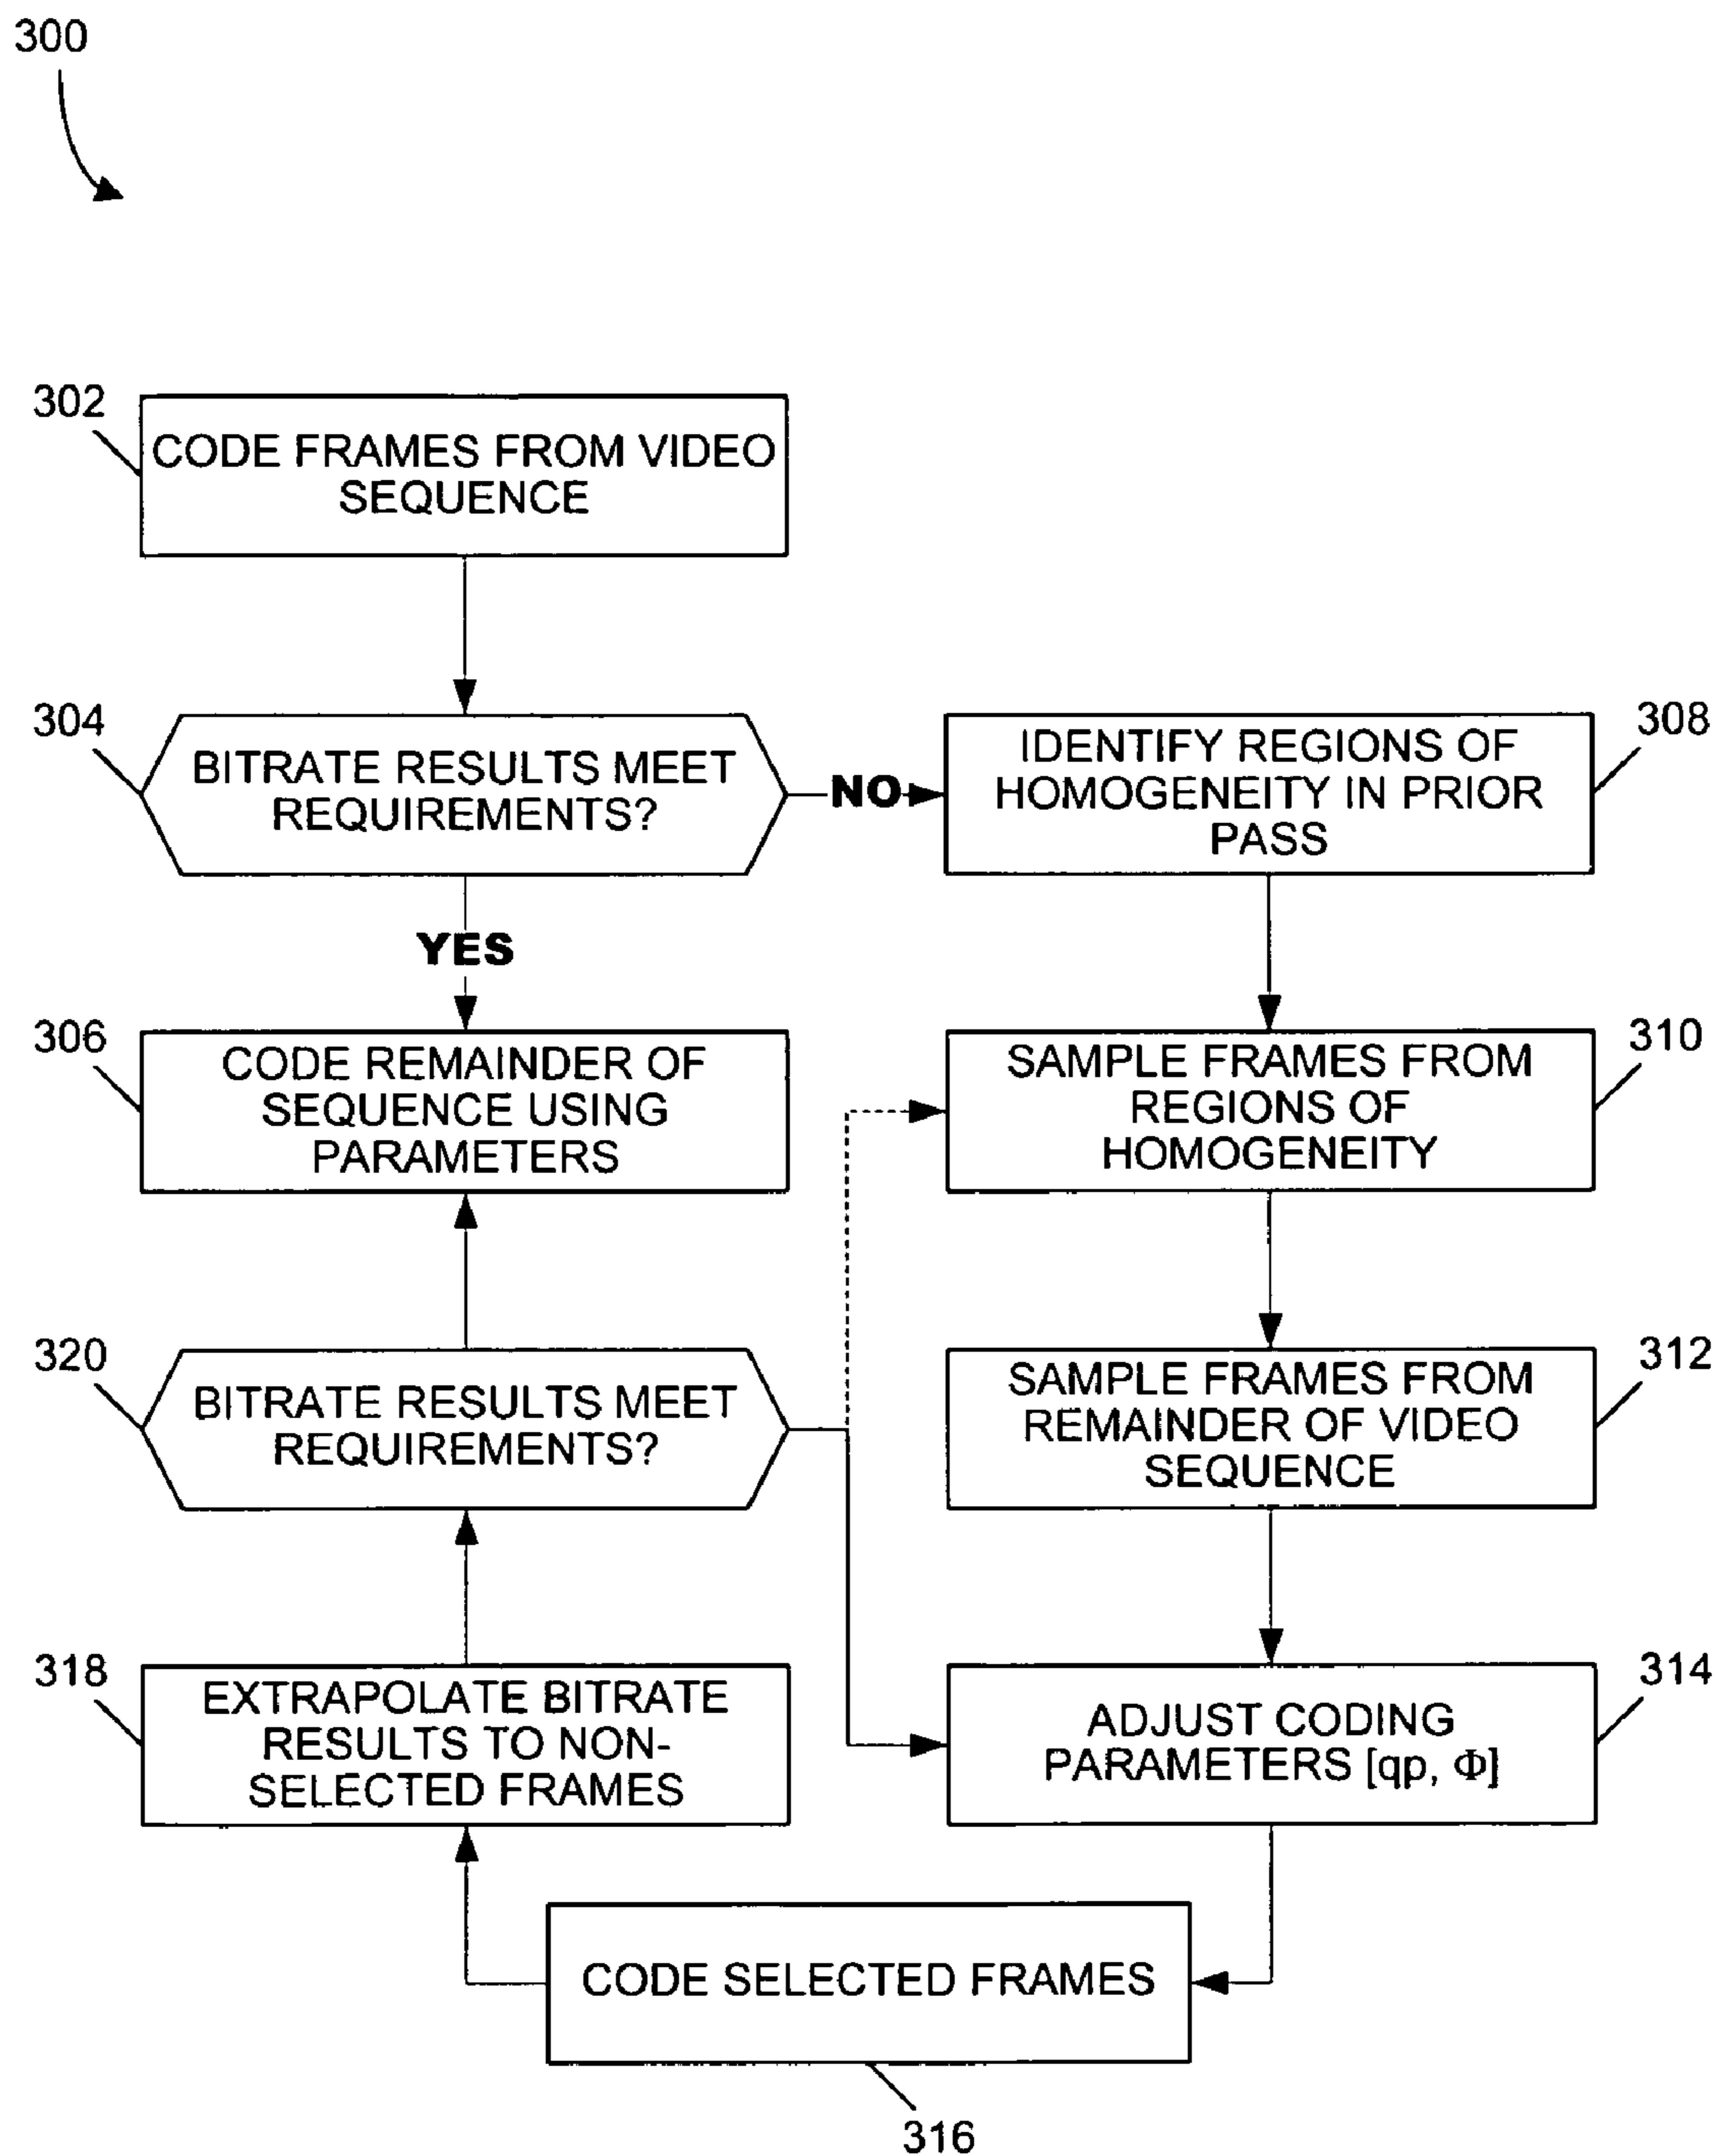 300
302
CODE FRAMES FROM VIDEO
SEQUENCE
304
BITRATE RESULTS MEET
REQUIREMENTS?
NO
308
IDENTIFY REGIONS OF
HOMOGENEITY IN PRIOR
PASS
YES
306
CODE REMAINDER OF
SEQUENCE USING
PARAMETERS
310
SAMPLE FRAMES FROM
REGIONS OF
HOMOGENEITY
320
BITRATE RESULTS MEET
REQUIREMENTS?
312
SAMPLE FRAMES FROM
REMAINDER OF VIDEO
SEQUENCE
318
EXTRAPOLATE BITRATE
RESULTS TO NON-
SELECTED FRAMES
314
ADJUST CODING
PARAMETERS [qp, Φ]
CODE SELECTED FRAMES
316